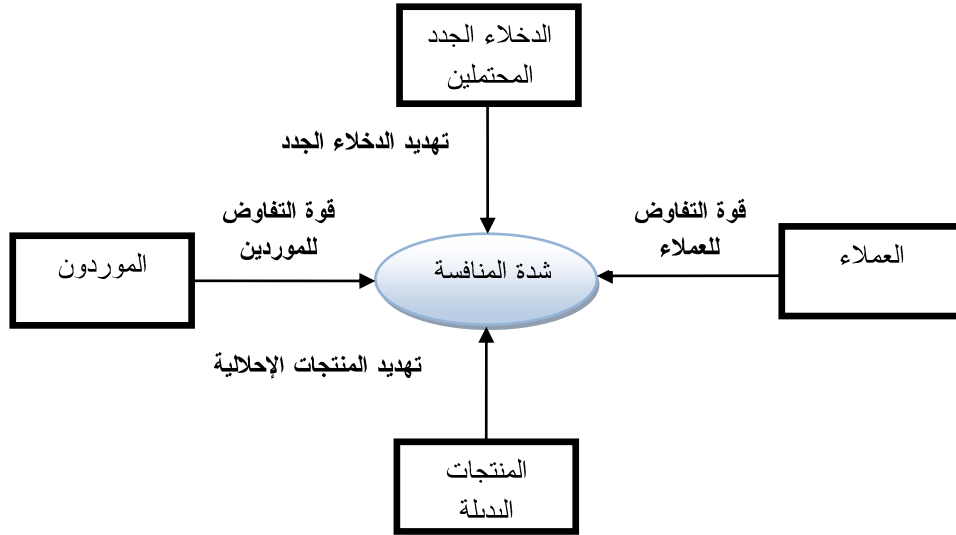 الدخلاء الجدد
المحتملين
تهديد الدخلاء الجدد
قوة التفاوض
للعملاء
قوة التفاوض
للموردين
العملاء
شدة المنافسة
الموردون
تهديد المنتجات الإحلالية
المنتجات
البديلة